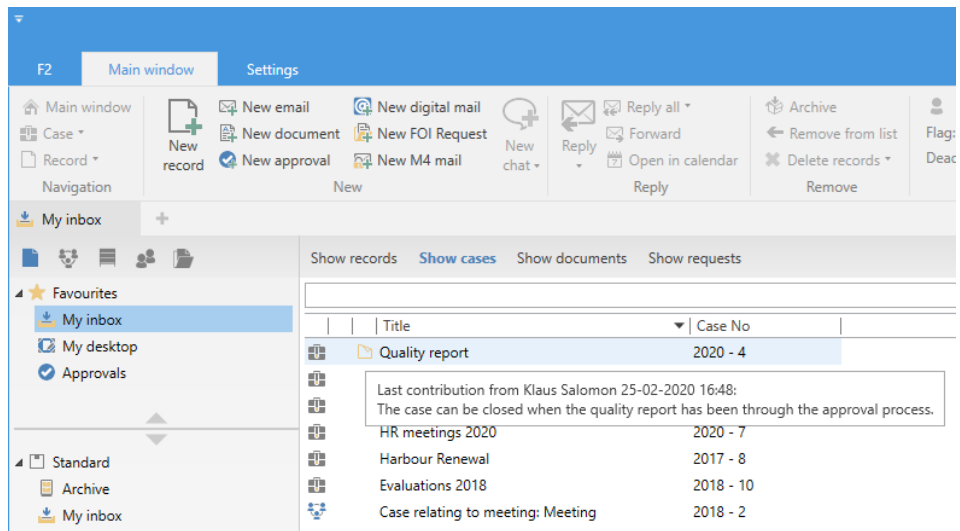 F2 Main window Settings
Main window New email New digital mail Reply all Archive
Case New document New FOI Request Forward Remove from list Flag:
Record New record New approval New M4 mail New chat Reply Open in calendar Delete records Deac
Navigation New Reply Remove
My inbox +
Show records Show cases Show documents Show requests
Favourites
My inbox Title Case No
My desktop Quality report 2020 - 4
Approvals
Last contribution from Klaus Salomon 25-02-2020 16:48:
The case can be closed when the quality report has been through the approval process.
HR meetings 2020 2020 - 7
Standard Harbour Renewal 2017 - 8
Archive Evaluations 2018 2018 - 10
My inbox Case relating to meeting: Meeting 2018 - 2